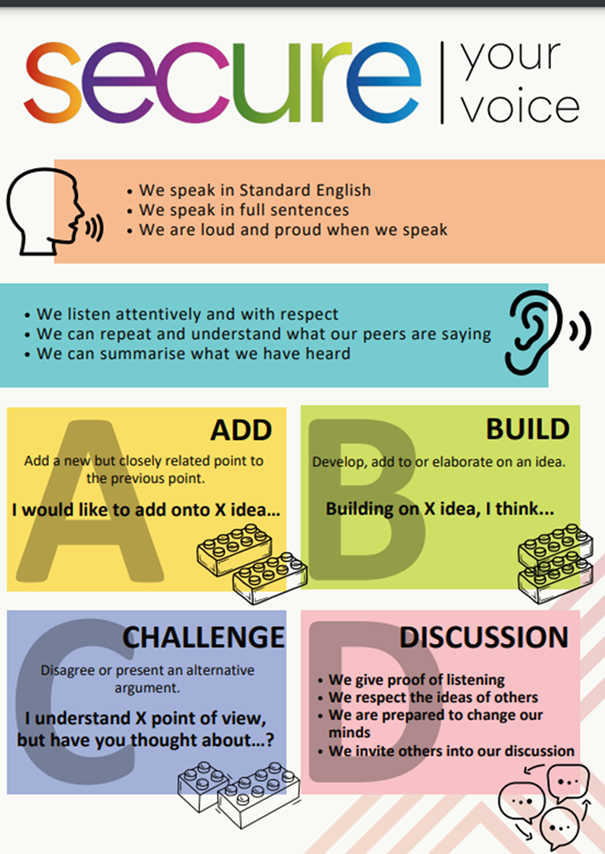 secure
your
voice
• We speak in Standard English
• We speak in full sentences
• We are loud and proud when we speak
• We listen attentively and with respect
• We can repeat and understand what our peers are saying
• We can summarise what we have heard
A
ADD
Add a new but closely related point to
the previous point.
I would like to add onto X idea...
B
BUILD
Develop, add to or elaborate on an idea.
Building on X idea, I think...
C
CHALLENGE
Disagree or present an alternative
argument.
I understand X point of view,
but have you thought about...?
D
DISCUSSION
• We give proof of listening
• We respect the ideas of others
• We are prepared to change our
minds
• We invite others into our discussion